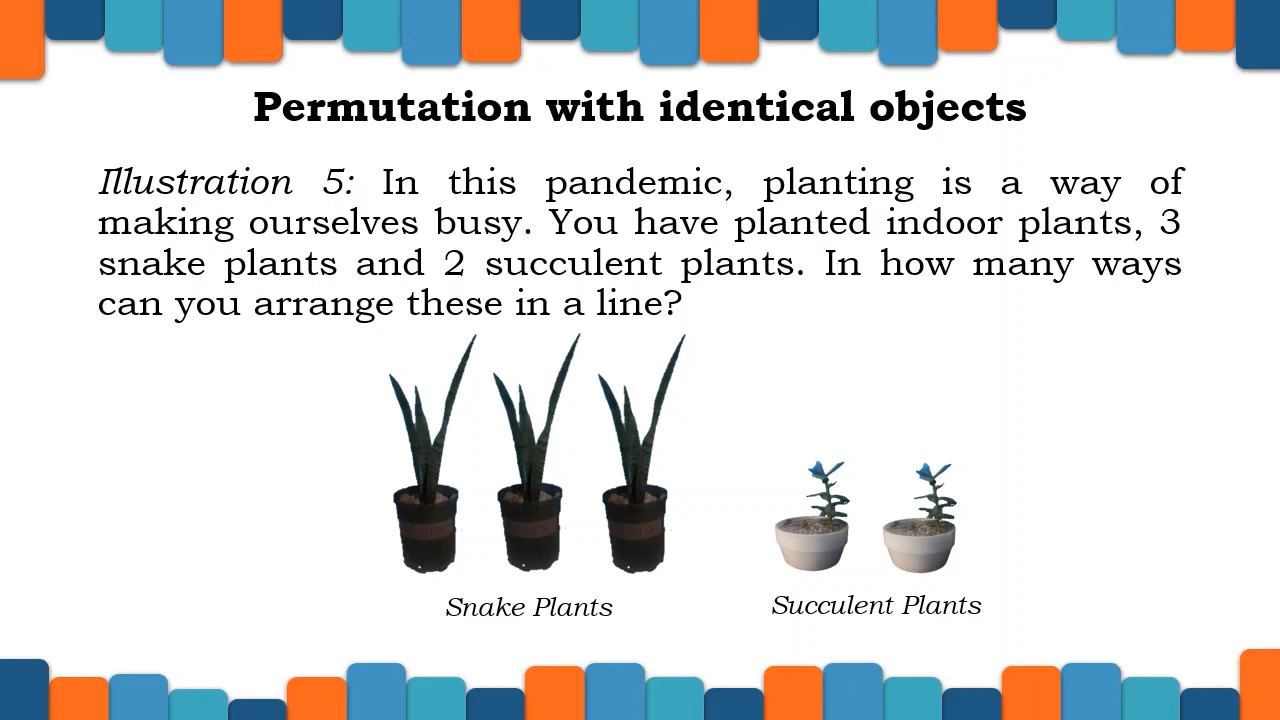 Permutation with identical objects
Illustration 5: In this pandemic, planting is a way of
making ourselves busy. You have planted indoor plants, 3
snake plants and 2 succulent plants. In how many ways
can you arrange these in a line?
Snake Plants
Succulent Plants